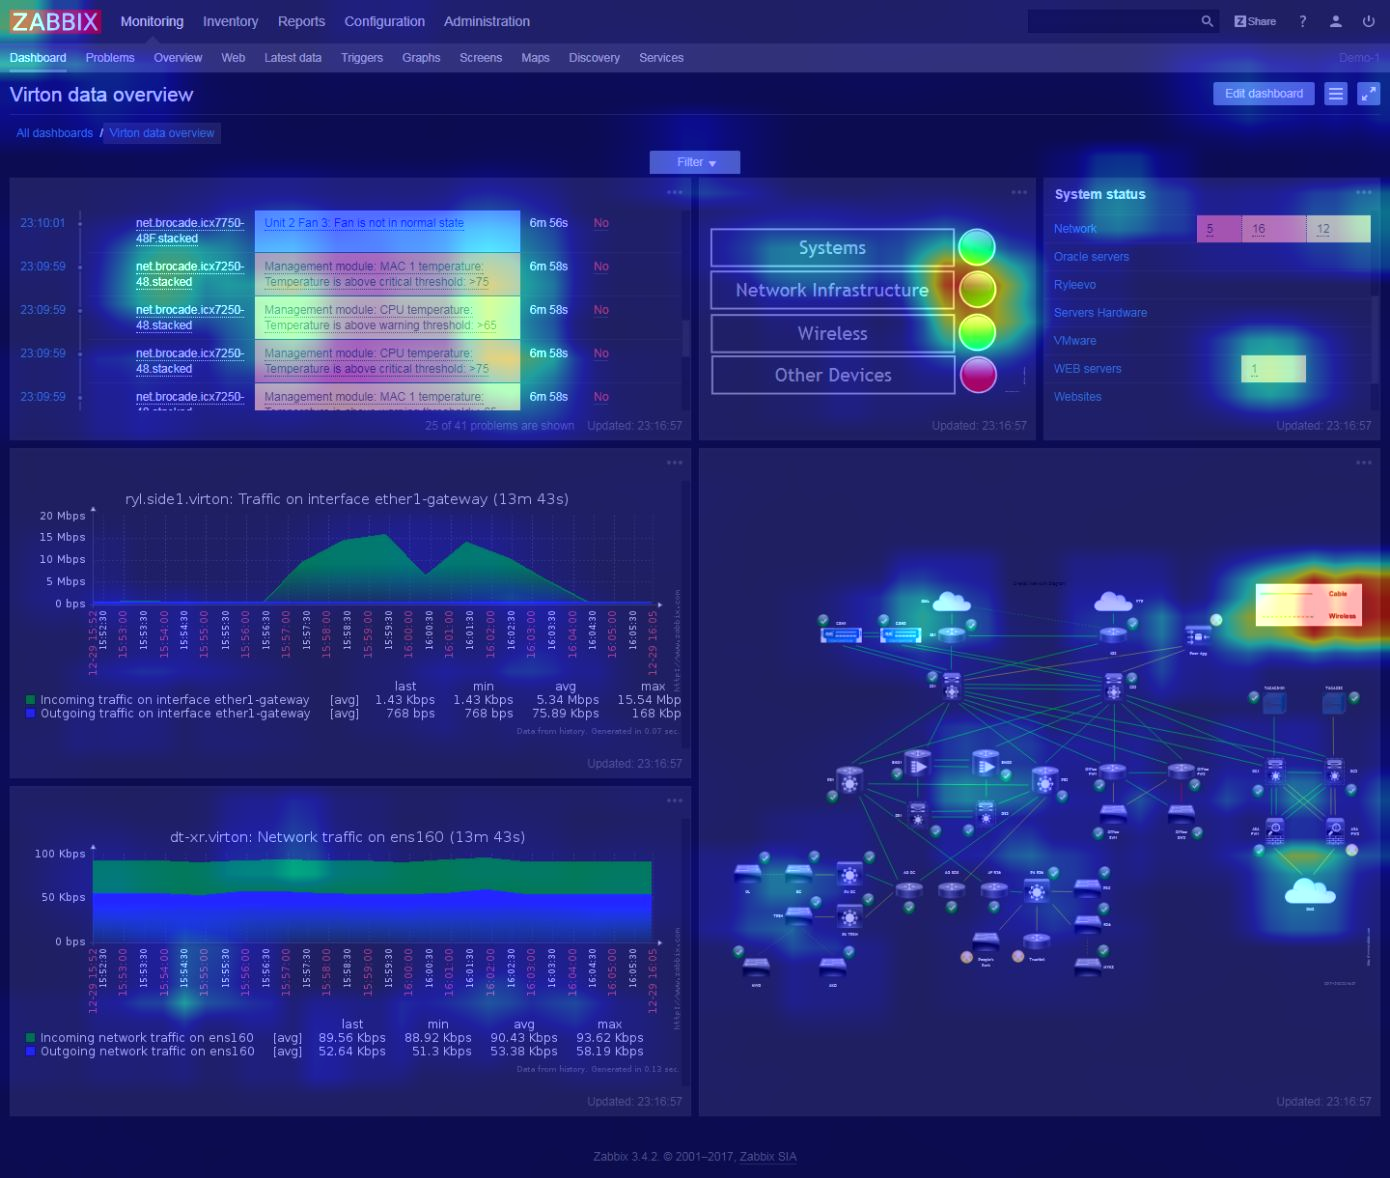 ZABBIX Monitoring Inventory Reports Configuration Administration Z Share ?
Dashboard Problems Overview Web Latest data Triggers Graphs Screens Maps Discovery Services Demo-1
Virton data overview Edit dashboard
All dashboards / Virton data overview
Filter
23:10:01 net.brocade.icx7750-48F.stacked Unit 2 Fan 3: Fan is not in normal state 6m 56s No
23:09:59 net.brocade.icx7250-48.stacked Management module: MAC 1 temperature: Temperature is above critical threshold: >75 6m 58s No
23:09:59 net.brocade.icx7250-48.stacked Management module: CPU temperature: Temperature is above warning threshold: >65 6m 58s No
23:09:59 net.brocade.icx7250-48.stacked Management module: CPU temperature: Temperature is above critical threshold: >75 6m 58s No
23:09:59 net.brocade.icx7250- Management module: MAC 1 temperature: 6m 58s No
25 of 41 problems are shown Updated: 23:16:57
Systems
Network Infrastructure
Wireless
Other Devices
Updated: 23:16:57
System status
Network 5 16 12
Oracle servers
Ryleevo
Servers Hardware
VMware
WEB servers 1
Websites
Updated: 23:16:57
ryl.side1.virton: Traffic on interface ether1-gateway (13m 43s)
20 Mbps
15 Mbps
10 Mbps
5 Mbps
0 bps
12-29 15:52 15:52:30 15:53:00 15:53:30 15:54:00 15:54:30 15:55:00 15:55:30 15:56:00 15:56:30 15:57:00 15:57:30 15:58:00 15:58:30 15:59:00 15:59:30 16:00:00 16:00:30 16:01:00 16:01:30 16:02:00 16:02:30 16:03:00 16:03:30 16:04:00 16:04:30 16:05:00 16:05:30 12-29 16:05
http://www.zabbix.com
last min avg max
Incoming traffic on interface ether1-gateway [avg] 1.43 Kbps 1.43 Kbps 5.34 Mbps 15.54 Mbp
Outgoing traffic on interface ether1-gateway [avg] 768 bps 768 bps 75.89 Kbps 168 Kbp
Data from history. Generated in 0.07 sec.
Updated: 23:16:57
dt-xr.virton: Network traffic on ens160 (13m 43s)
100 Kbps
50 Kbps
0 bps
12-29 15:52 15:52:30 15:53:00 15:53:30 15:54:00 15:54:30 15:55:00 15:55:30 15:56:00 15:56:30 15:57:00 15:57:30 15:58:00 15:58:30 15:59:00 15:59:30 16:00:00 16:00:30 16:01:00 16:01:30 16:02:00 16:02:30 16:03:00 16:03:30 16:04:00 16:04:30 16:05:00 16:05:30 12-29 16:05
http://www.zabbix.com
last min avg max
Incoming network traffic on ens160 [avg] 89.56 Kbps 88.92 Kbps 90.43 Kbps 93.62 Kbps
Outgoing network traffic on ens160 [avg] 52.64 Kbps 51.3 Kbps 53.38 Kbps 58.19 Kbps
Data from history. Generated in 0.13 sec.
Updated: 23:16:57
Cable
Wireless
Updated: 23:16:57
Zabbix 3.4.2. © 2001–2017, Zabbix SIA